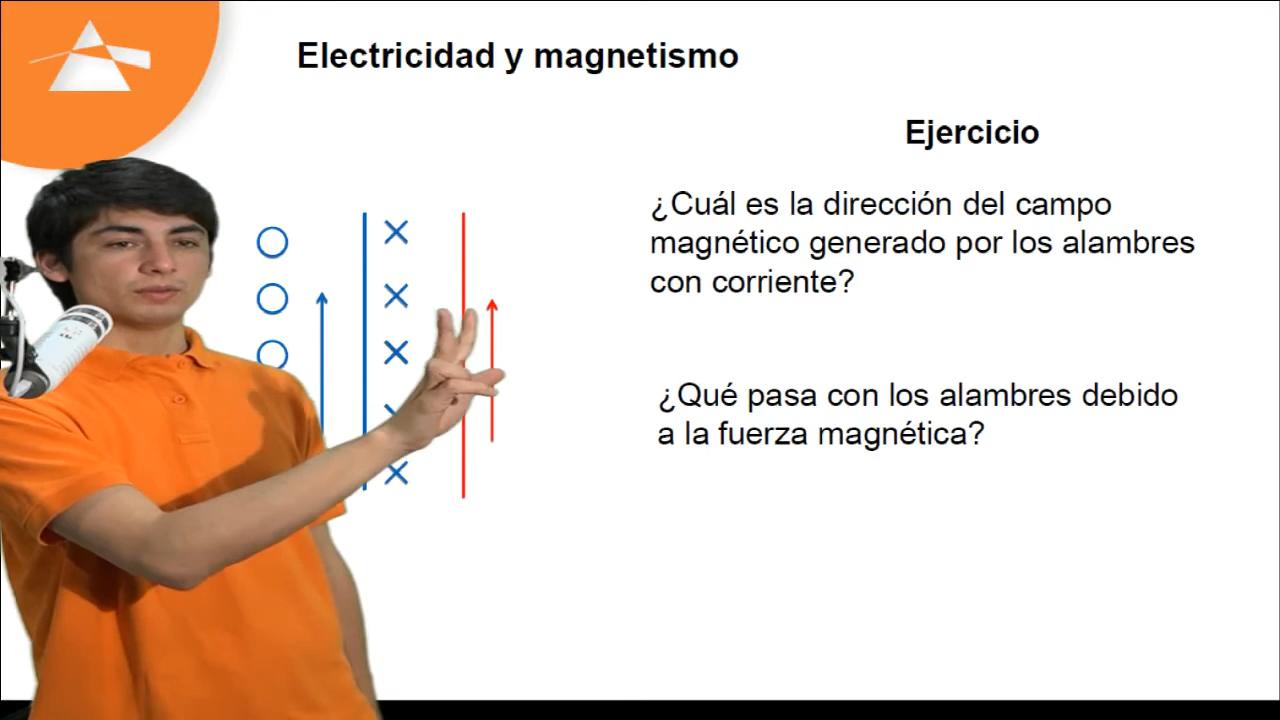 Electricidad y magnetismo
Ejercicio
¿Cuál es la dirección del campo
magnético generado por los alambres
con corriente?
¿Qué pasa con los alambres debido
a la fuerza magnética?